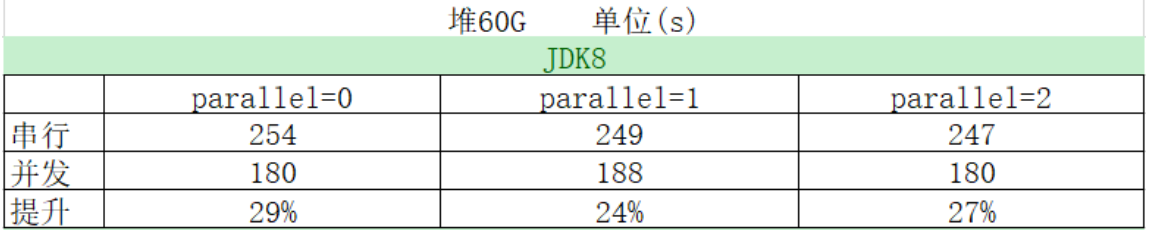 堆60G 单位(s)
JDK8
parallel=0 parallel=1 parallel=2
串行 254 249 247
并发 180 188 180
提升 29% 24% 27%